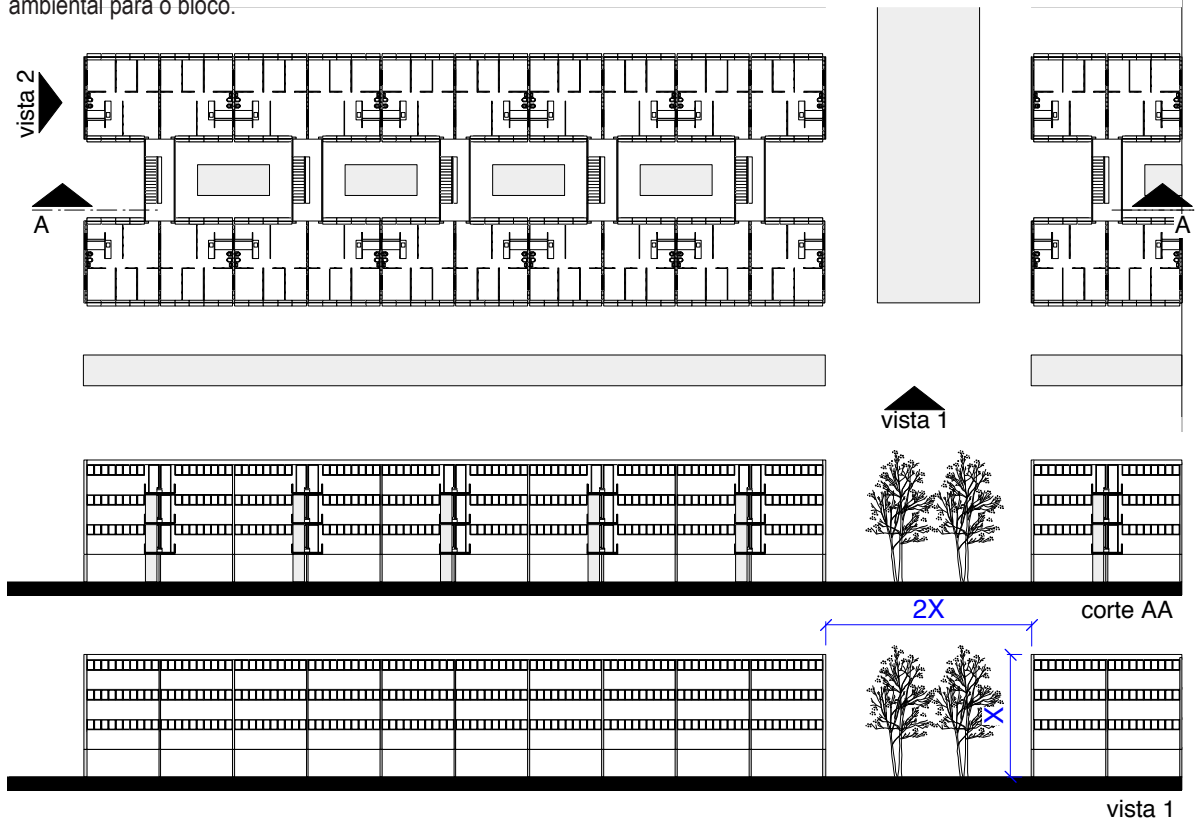 ambiental para o bloco.
vista 2
A
A
vista 1
2X
corte AA
X
vista 1